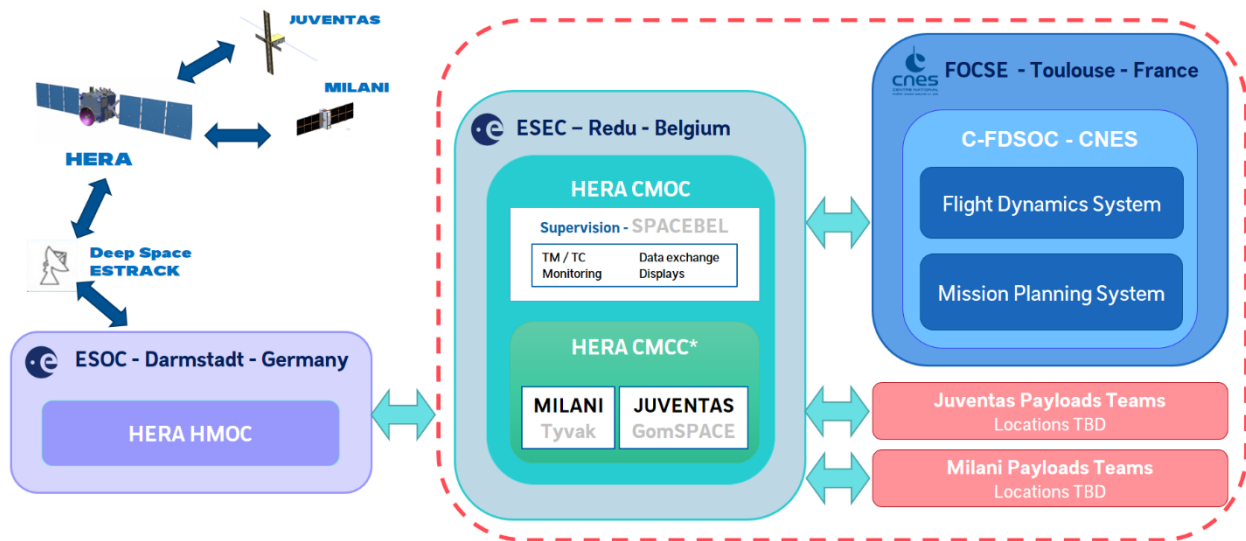 JUVENTAS
MILANI
HERA
Deep Space
ESTRACK
ESOC - Darmstadt - Germany
HERA HMOC
ESEC – Redu - Belgium
HERA CMOC
Supervision - SPACEBEL
TM / TC
Monitoring
Data exchange
Displays
HERA CMCC*
MILANI
Tyvak
JUVENTAS
GomSPACE
cnes
FOCSE - Toulouse - France
C-FDSOC - CNES
Flight Dynamics System
Mission Planning System
Juventas Payloads Teams
Locations TBD
Milani Payloads Teams
Locations TBD